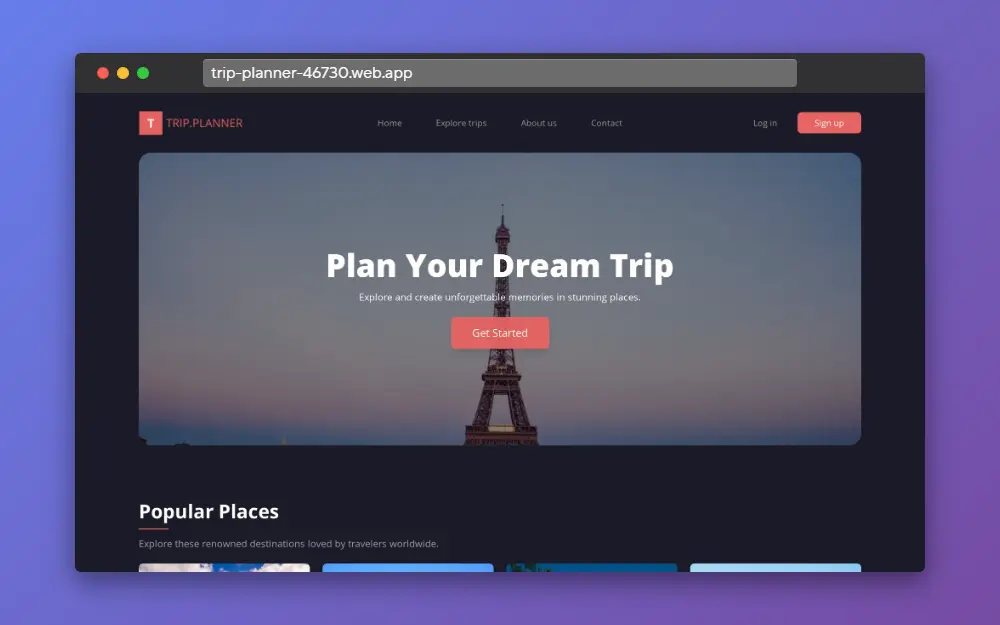 trip-planner-46730.web.app
T TRIP.PLANNER Home Explore trips About us Contact Log in Sign up
Plan Your Dream Trip
Explore and create unforgettable memories in stunning places.
Get Started
Popular Places
Explore these renowned destinations loved by travelers worldwide.